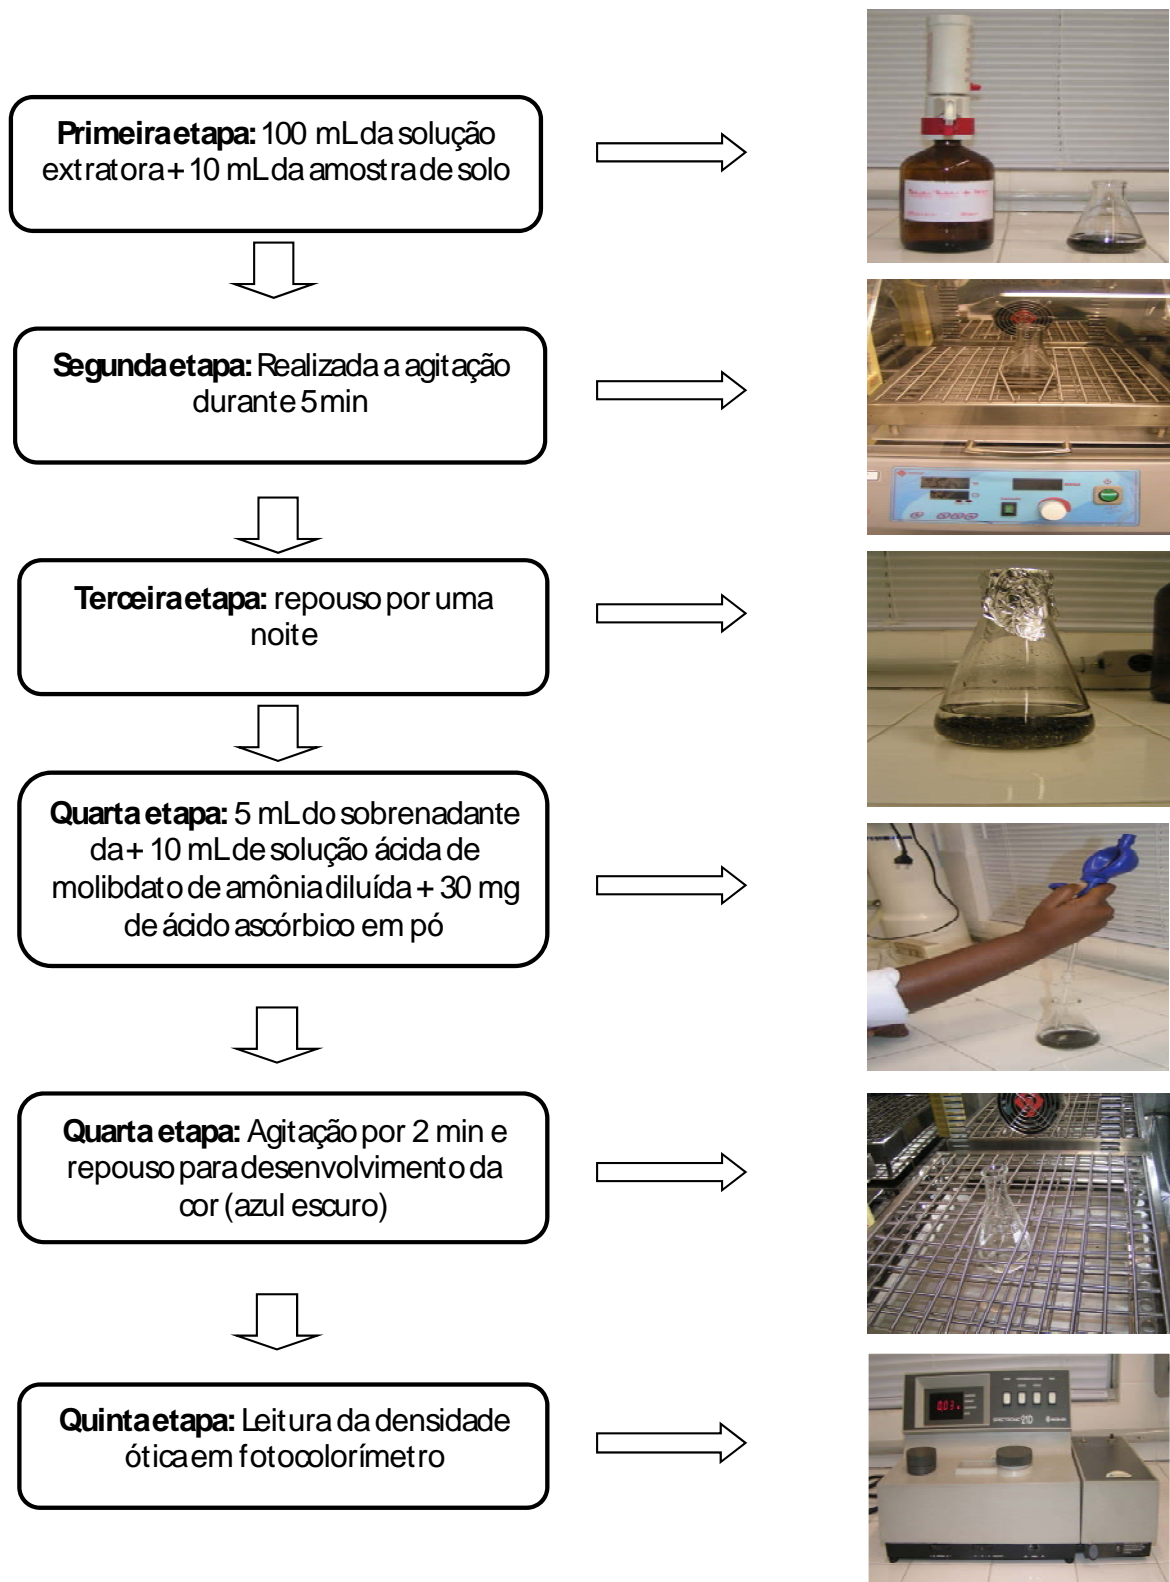 Primeira etapa: 100 mL da solução
extratora + 10 mL da amostra de solo
Segunda etapa: Realizada a agitação
durante 5 min
Terceira etapa: repouso por uma
noite
Quarta etapa: 5 mL do sobrenadante
da + 10 mL de solução ácida de
molibdato de amônia diluída + 30 mg
de ácido ascórbico em pó
Quarta etapa: Agitação por 2 min e
repouso para desenvolvimento da
cor (azul escuro)
Quinta etapa: Leitura da densidade
ótica em fotocolorímetro